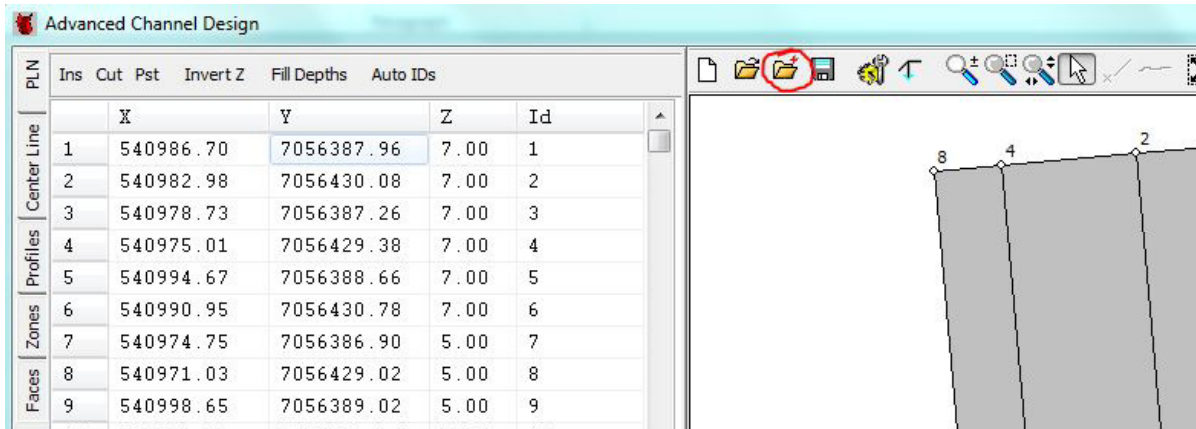 Advanced Channel Design
Ins Cut Pst Invert Z Fill Depths Auto IDs
PLN
Center Line
Profiles
Zones
Faces
X Y Z Id
1 540986.70 7056387.96 7.00 1
2 540982.98 7056430.08 7.00 2
3 540978.73 7056387.26 7.00 3
4 540975.01 7056429.38 7.00 4
5 540994.67 7056388.66 7.00 5
6 540990.95 7056430.78 7.00 6
7 540974.75 7056386.90 5.00 7
8 540971.03 7056429.02 5.00 8
9 540998.65 7056389.02 5.00 9
8 4 2